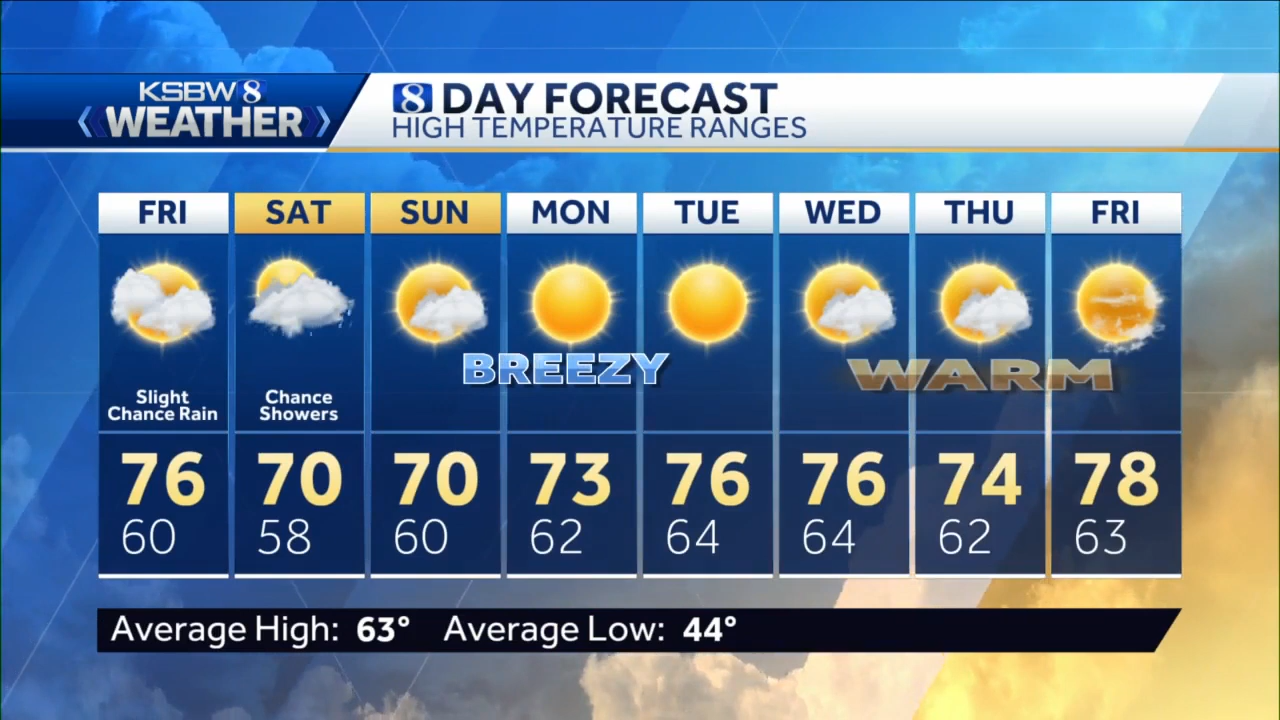 KSBW 8
WEATHER
8 DAY FORECAST
HIGH TEMPERATURE RANGES
FRI SAT SUN MON TUE WED THU FRI
BREEZY WARM
Slight
Chance Rain
Chance
Showers
76 70 70 73 76 76 74 78
60 58 60 62 64 64 62 63
Average High: 63° Average Low: 44°